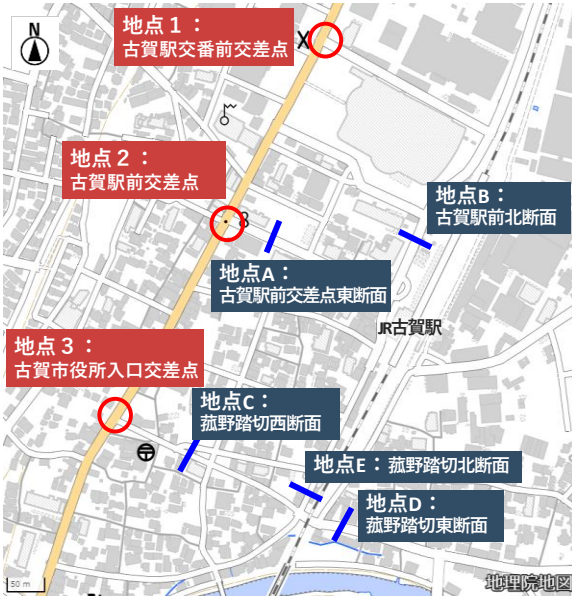 N
地点１：
古賀駅交番前交差点
X
地点２：
古賀駅前交差点
地点B：
古賀駅前北断面
地点A：
古賀駅前交差点東断面
JR古賀駅
地点３：
古賀市役所入口交差点
地点C：
菰野踏切西断面
地点E：菰野踏切北断面
地点D：
菰野踏切東断面
50 m
地理院地図